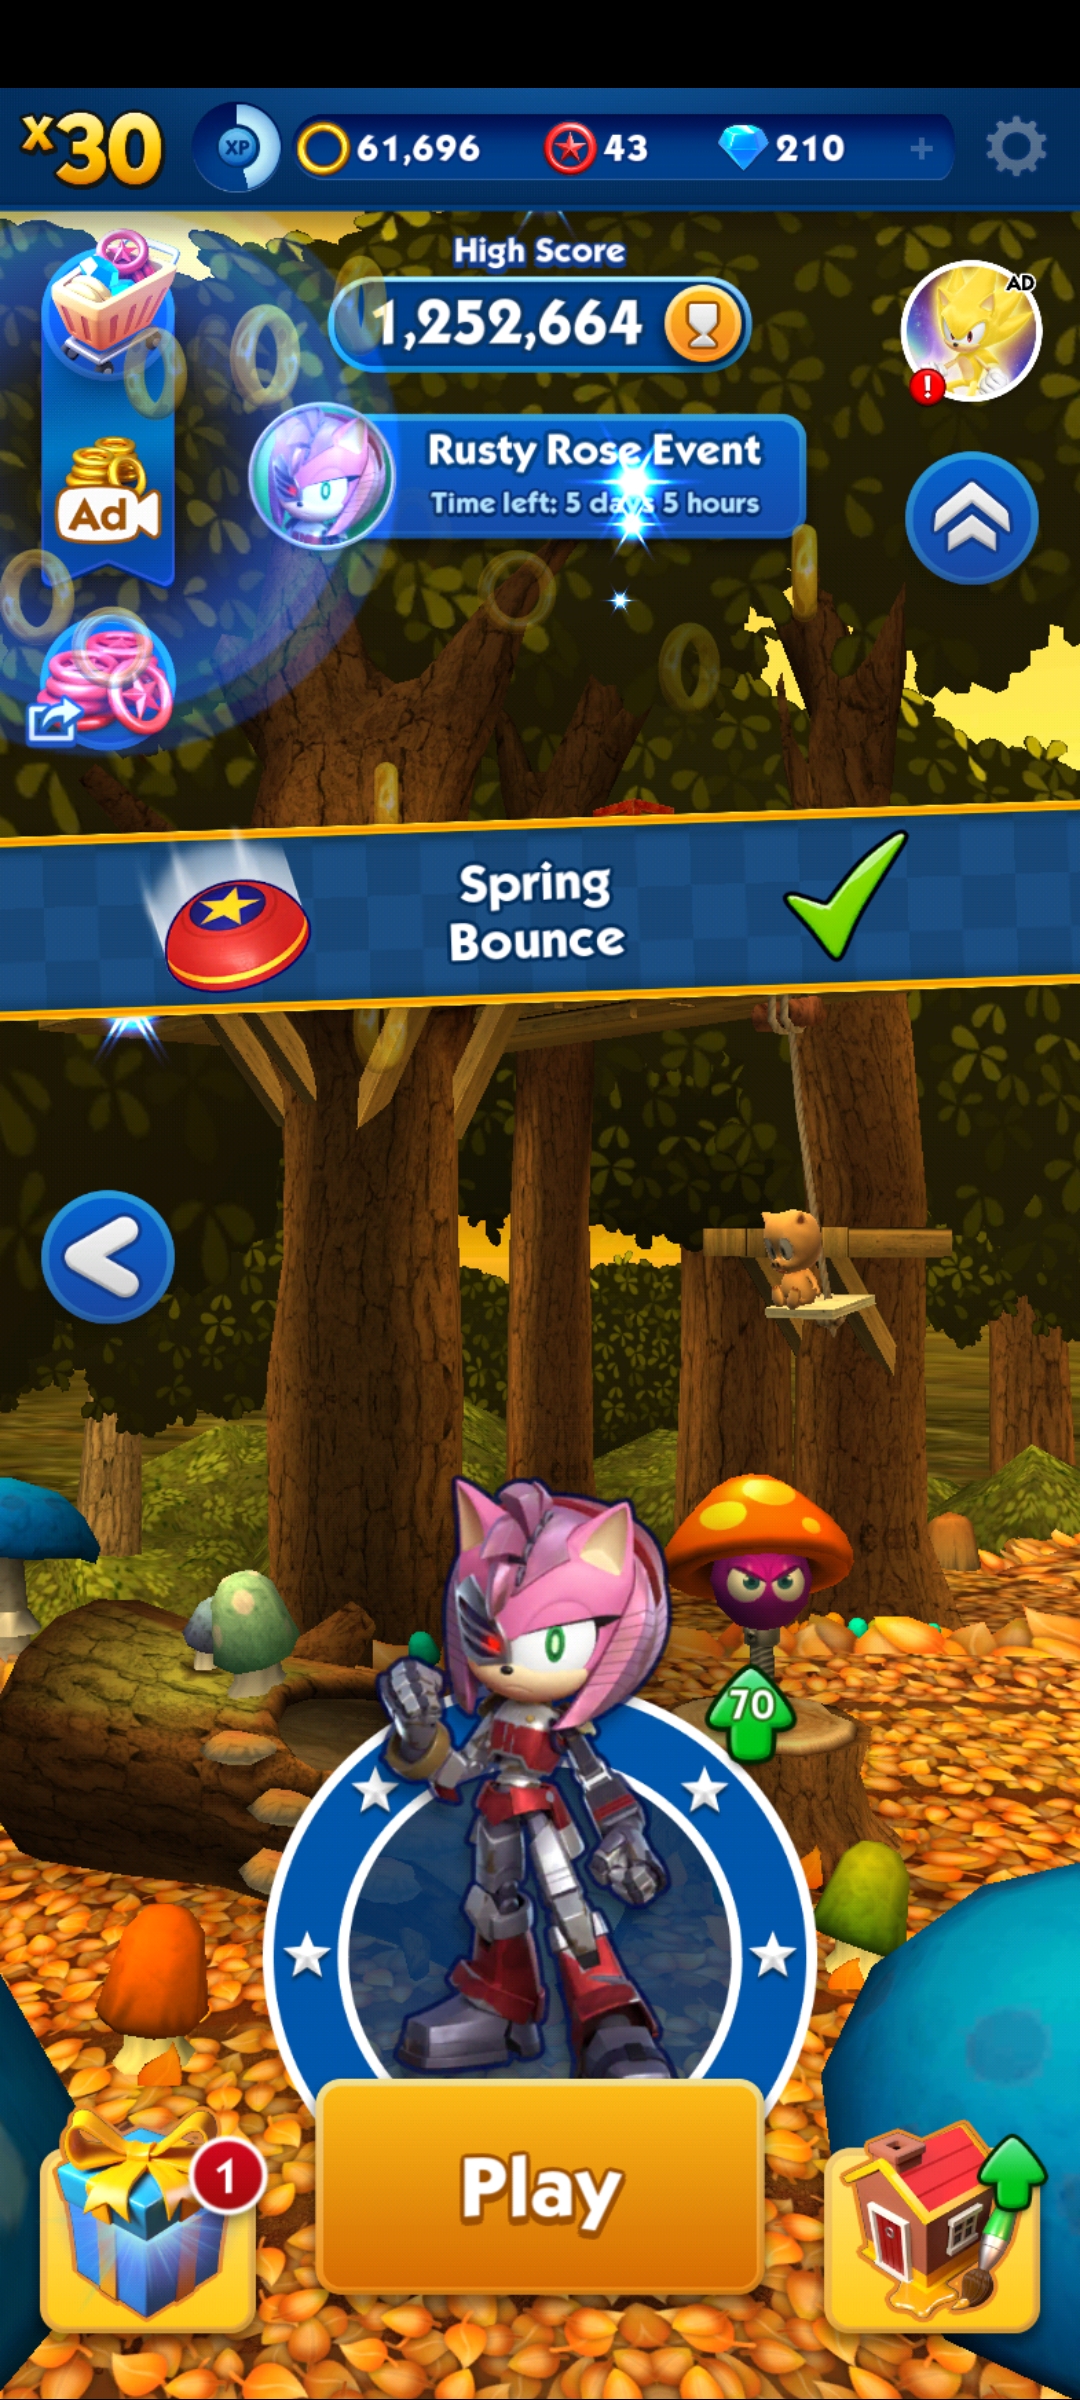 x30
XP
61,696
43
210
High Score
1,252,664
AD
!
Rusty Rose Event
Time left: 5 days 5 hours
Ad
Spring
Bounce
70
1
Play